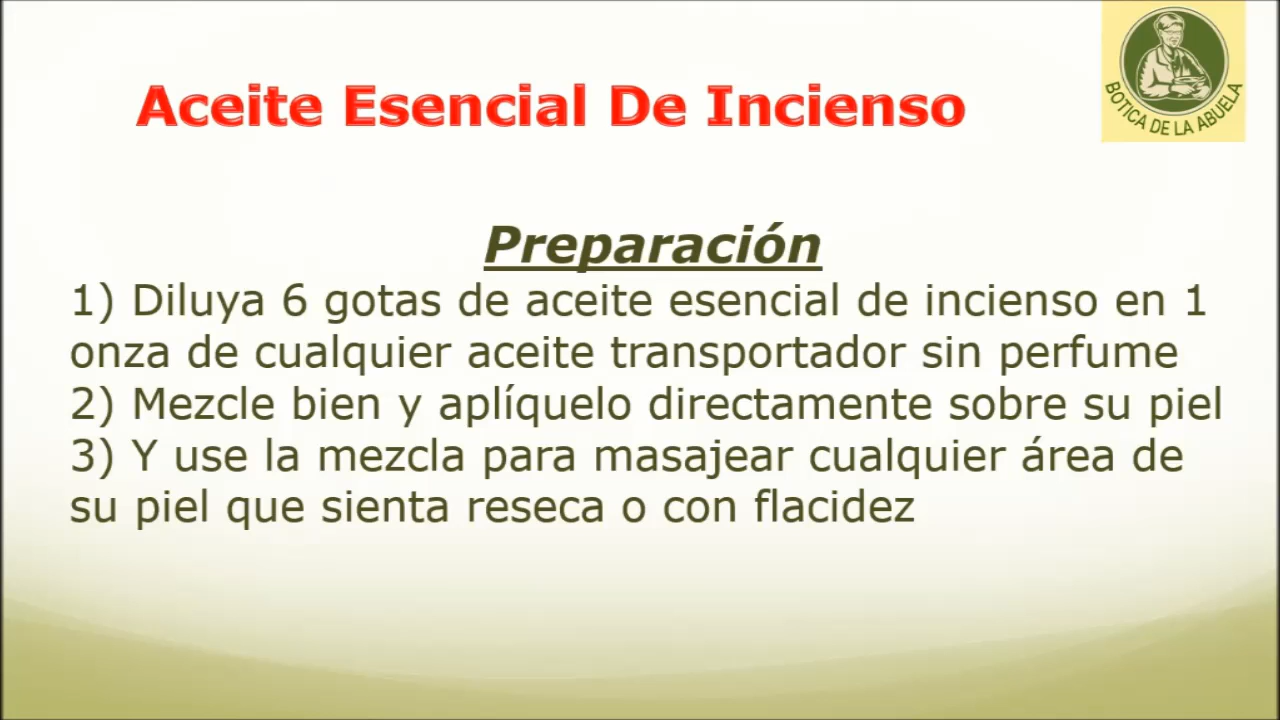 Aceite Esencial De Incienso
BOTICA DE LA ABUELA
Preparación
1) Diluya 6 gotas de aceite esencial de incienso en 1
onza de cualquier aceite transportador sin perfume
2) Mezcle bien y aplíquelo directamente sobre su piel
3) Y use la mezcla para masajear cualquier área de
su piel que sienta reseca o con flacidez